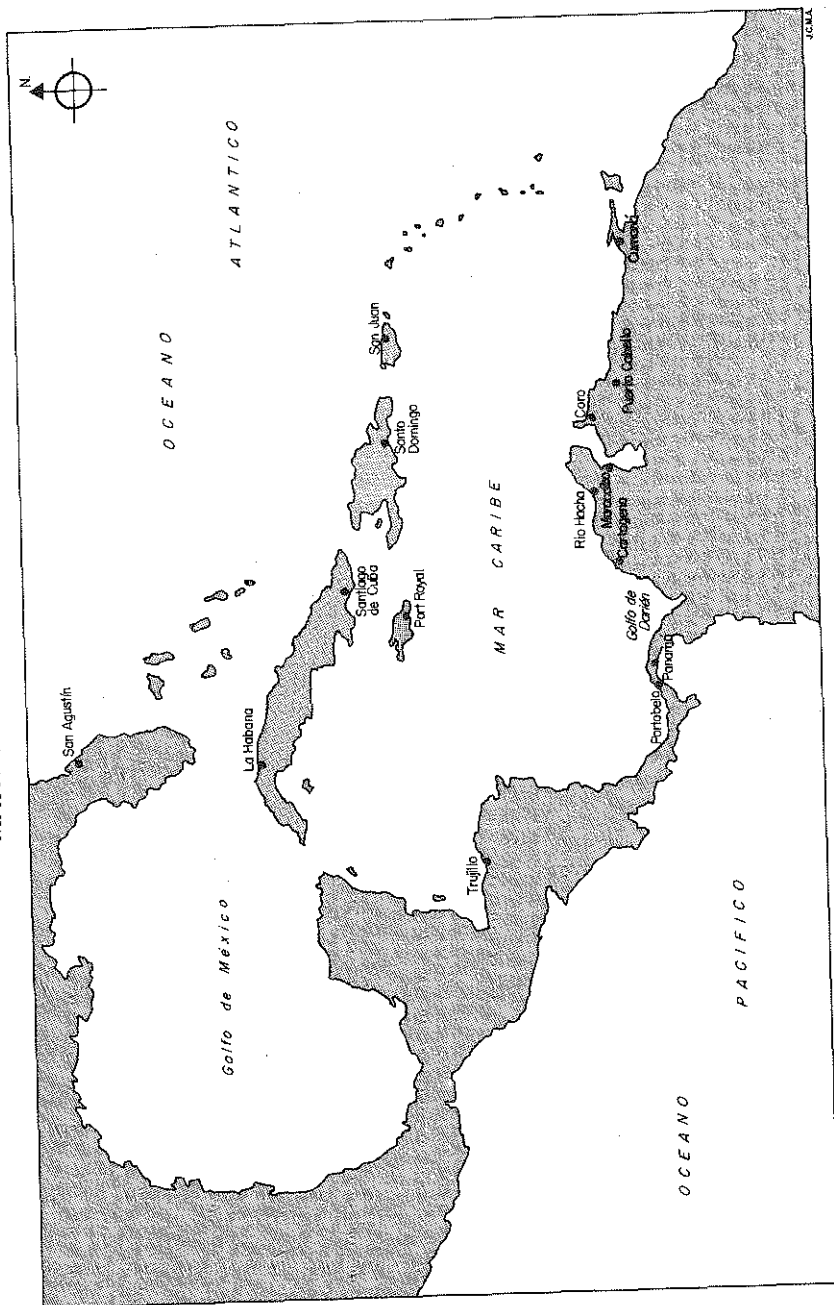 N.
OCEANO
ATLANTICO
San Agustín
Golfo de México
La Habana
Santiago
de Cuba
Port Royal
Santo
Domingo
San Juan
MAR CARIBE
Trujillo
Río Hacha
Coro
Maracaibo
Cartagena
Puerto Cabello
Cumaná
Golfo de
Darién
Portobelo
Panamá
OCEANO
PACIFICO
J.C.M.A.